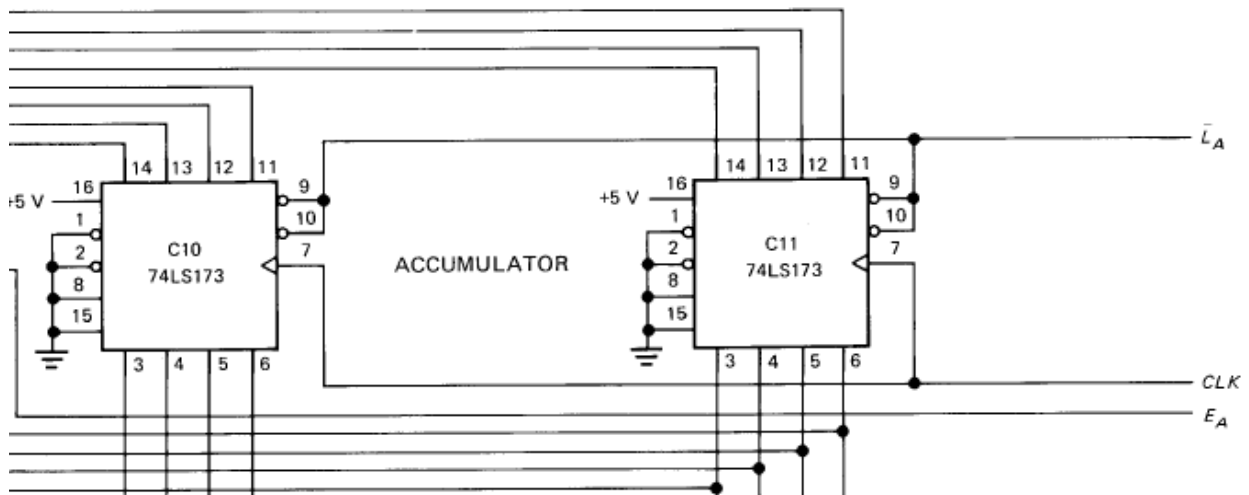 14 13 12 11 14 13 12 11
+5 V 16 9 +5 V 16 9
1 10 1 10
2 C10 7 ACCUMULATOR 2 C11 7
8 74LS173 8 74LS173
15 15
3 4 5 6 3 4 5 6
L̅A
CLK
EA